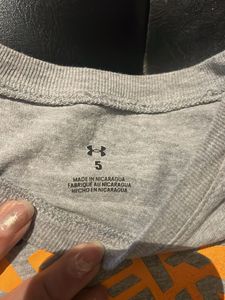 5
MADE IN NICARAGUA
FABRIQUÉ AU NICARAGUA
HECHO EN NICARAGUA